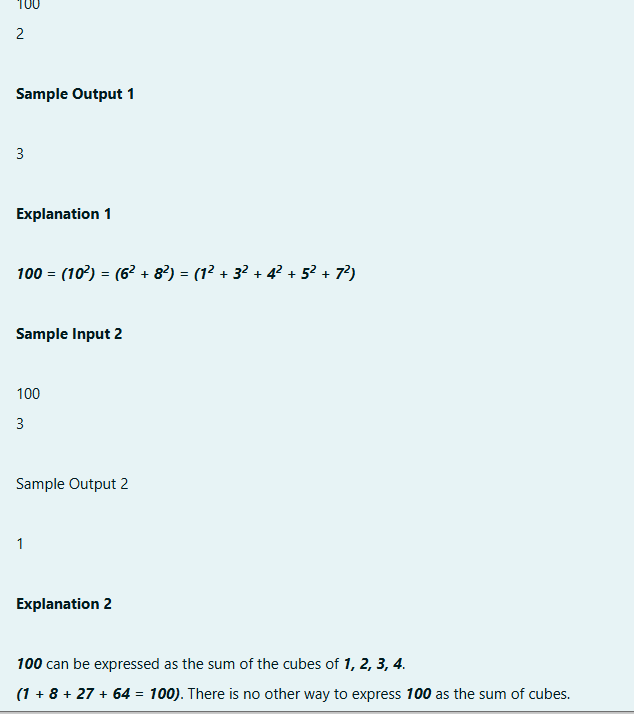 100
2
Sample Output 1
3
Explanation 1
100 = (10²) = (6² + 8²) = (1² + 3² + 4² + 5² + 7²)
Sample Input 2
100
3
Sample Output 2
1
Explanation 2
100 can be expressed as the sum of the cubes of 1, 2, 3, 4.
(1 + 8 + 27 + 64 = 100). There is no other way to express 100 as the sum of cubes.